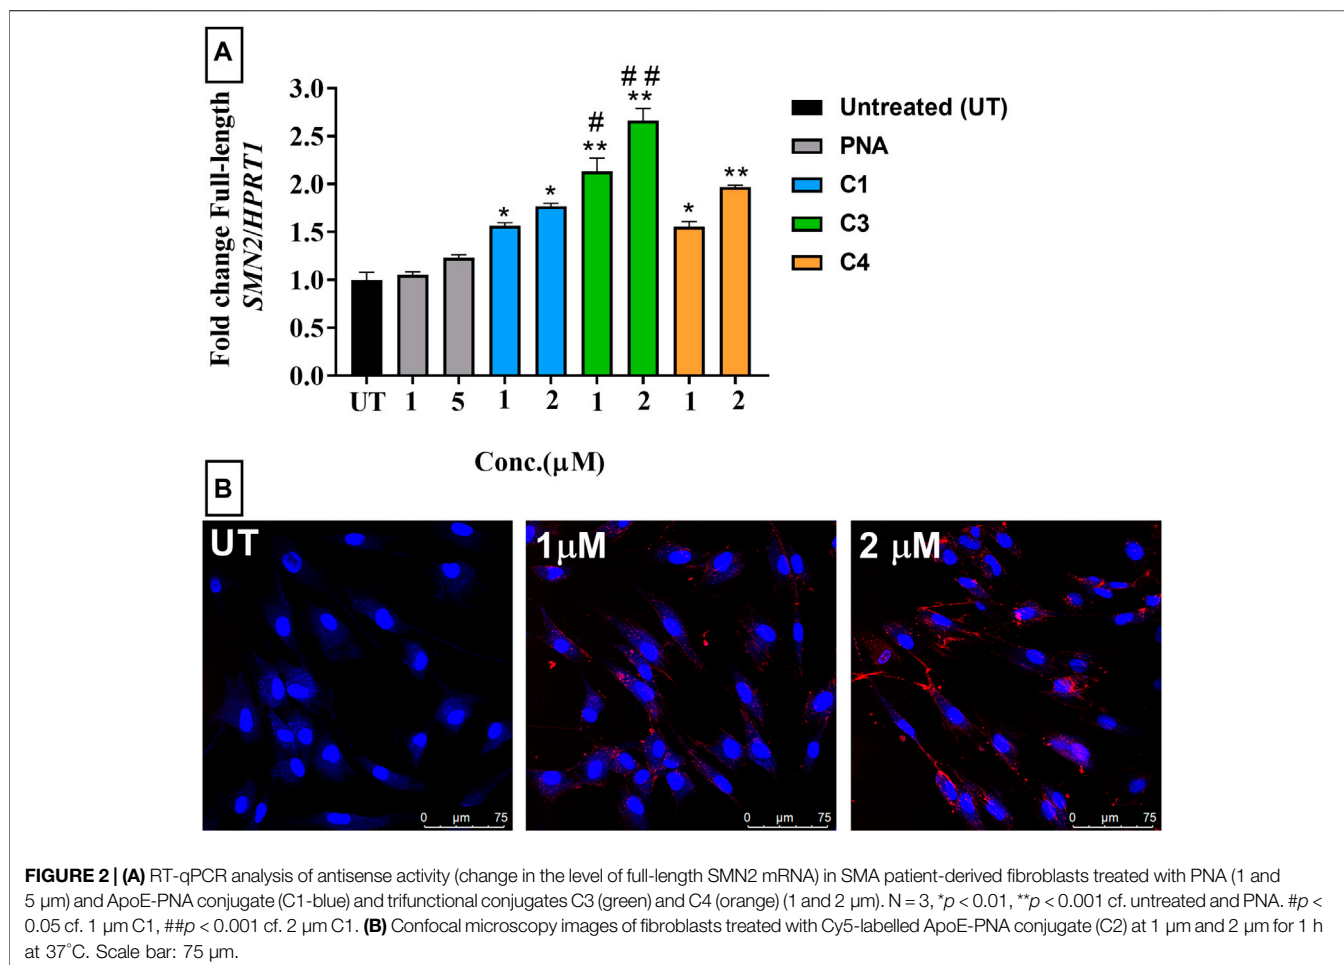 A
Fold change Full-length
SMN2/HPRT1
3.0
2.5
2.0
1.5
1.0
0.5
0.0
# #
**
#
**
*
*
*
**
UT 1 5 1 2 1 2 1 2
Conc.(μM)
Untreated (UT)
PNA
C1
C3
C4
B
UT
1μM
2 μM
0 μm 75
0 μm 75
0 μm 75
FIGURE 2 | (A) RT-qPCR analysis of antisense activity (change in the level of full-length SMN2 mRNA) in SMA patient-derived fibroblasts treated with PNA (1 and
5 μm) and ApoE-PNA conjugate (C1-blue) and trifunctional conjugates C3 (green) and C4 (orange) (1 and 2 μm). N = 3, *p < 0.01, **p < 0.001 cf. untreated and PNA. #p <
0.05 cf. 1 μm C1, ##p < 0.001 cf. 2 μm C1. (B) Confocal microscopy images of fibroblasts treated with Cy5-labelled ApoE-PNA conjugate (C2) at 1 μm and 2 μm for 1 h
at 37°C. Scale bar: 75 μm.